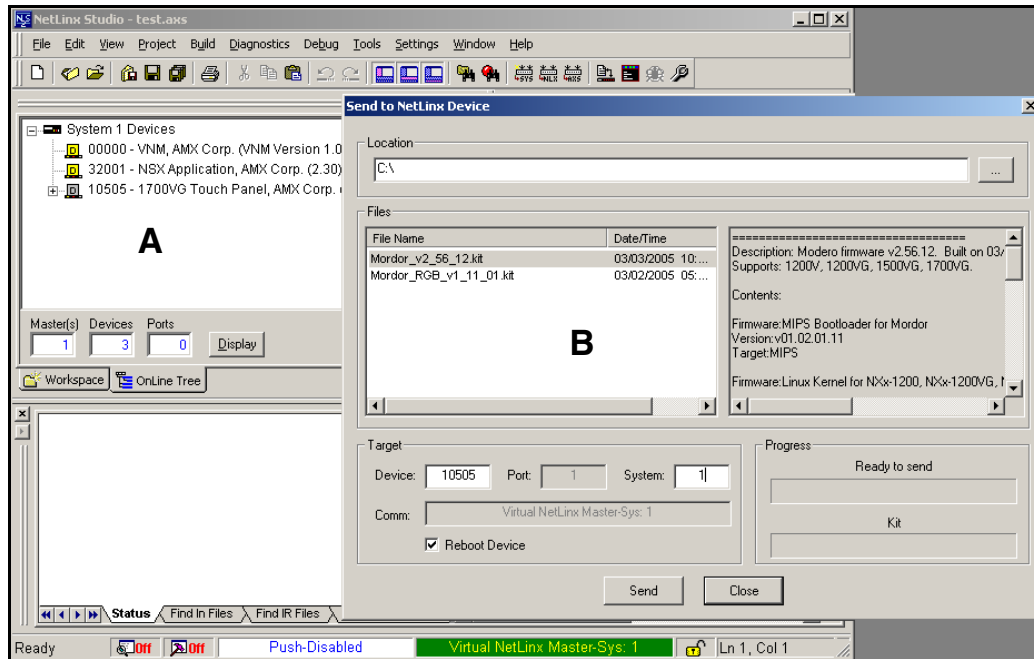 NetLinx Studio - test.axs
File Edit View Project Build Diagnostics Debug Tools Settings Window Help
System 1 Devices
00000 - VNM, AMX Corp. (VNM Version 1.0
32001 - NSX Application, AMX Corp. (2.30)
10505 - 1700VG Touch Panel, AMX Corp.
A
Master(s) Devices Ports
1 3 0 Display
Workspace OnLine Tree
Send to NetLinx Device
Location
C:\
...
Files
File Name Date/Time
Mordor_v2_56_12.kit 03/03/2005 10:...
Mordor_RGB_v1_11_01.kit 03/02/2005 05:...
B
===================================
Description: Modero firmware v2.56.12. Built on 03/
Supports: 1200V, 1200VG, 1500VG, 1700VG.
Contents:
Firmware:MIPS Bootloader for Mordor
Version:v01.02.01.11
Target:MIPS
Firmware:Linux Kernel for NXx-1200, NXx-1200VG,
Target
Device: 10505 Port: 1 System: 1
Comm: Virtual NetLinx Master-Sys: 1
Reboot Device
Progress
Ready to send
Kit
Send Close
Status Find In Files Find IR Files
Ready Off Off Push-Disabled Virtual NetLinx Master-Sys: 1 Ln 1, Col 1